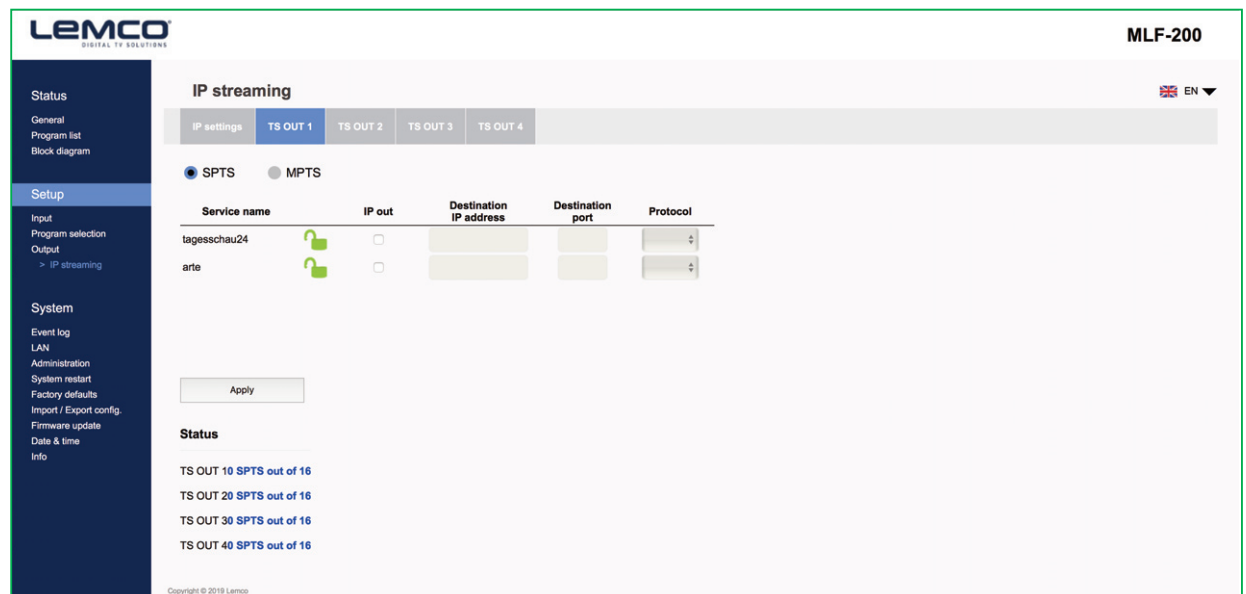 Lemco
DIGITAL TV SOLUTIONS
MLF-200
Status
General
Program list
Block diagram
Setup
Input
Program selection
Output
> IP streaming
System
Event log
LAN
Administration
System restart
Factory defaults
Import / Export config.
Firmware update
Date & time
Info
IP streaming
EN
IP settings TS OUT 1 TS OUT 2 TS OUT 3 TS OUT 4
SPTS MPTS
Service name IP out Destination IP address Destination port Protocol
tagesschau24
arte
Apply
Status
TS OUT 10 SPTS out of 16
TS OUT 20 SPTS out of 16
TS OUT 30 SPTS out of 16
TS OUT 40 SPTS out of 16
Copyright © 2019 Lemco